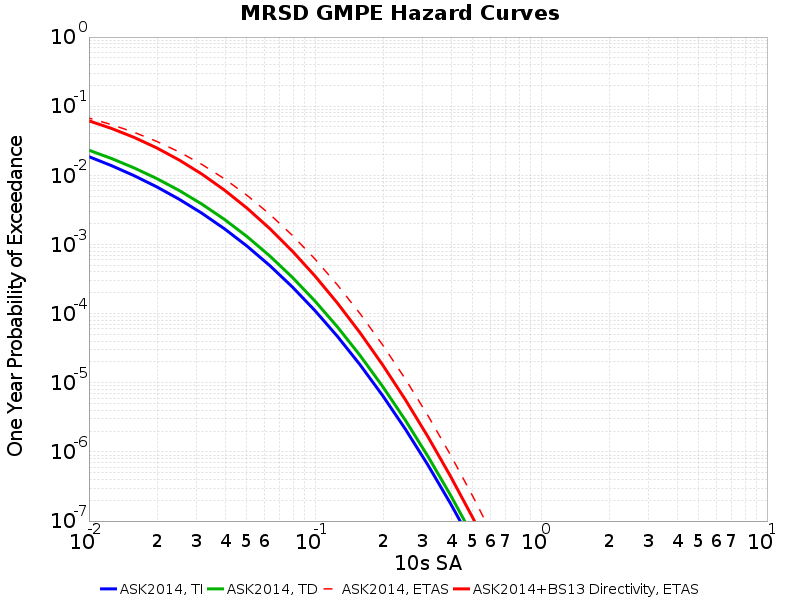 MRSD GMPE Hazard Curves
One Year Probability of Exceedance
10^0
10^-1
10^-2
10^-3
10^-4
10^-5
10^-6
10^-7
10^-2 2 3 4 5 6 10^-1 2 3 4 5 6 7 10^0 2 3 4 5 6 7 10^1
10s SA
ASK2014, TI ASK2014, TD ASK2014, ETAS ASK2014+BS13 Directivity, ETAS